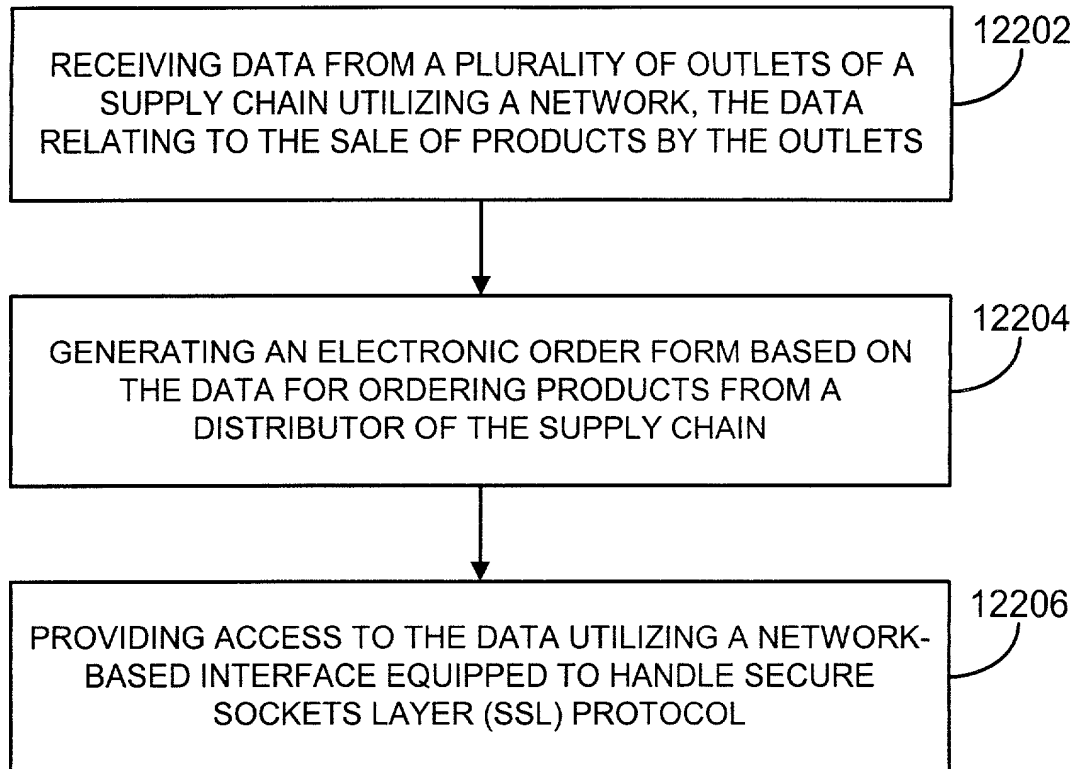 12202
RECEIVING DATA FROM A PLURALITY OF OUTLETS OF A
SUPPLY CHAIN UTILIZING A NETWORK, THE DATA
RELATING TO THE SALE OF PRODUCTS BY THE OUTLETS
12204
GENERATING AN ELECTRONIC ORDER FORM BASED ON
THE DATA FOR ORDERING PRODUCTS FROM A
DISTRIBUTOR OF THE SUPPLY CHAIN
12206
PROVIDING ACCESS TO THE DATA UTILIZING A NETWORK-
BASED INTERFACE EQUIPPED TO HANDLE SECURE
SOCKETS LAYER (SSL) PROTOCOL